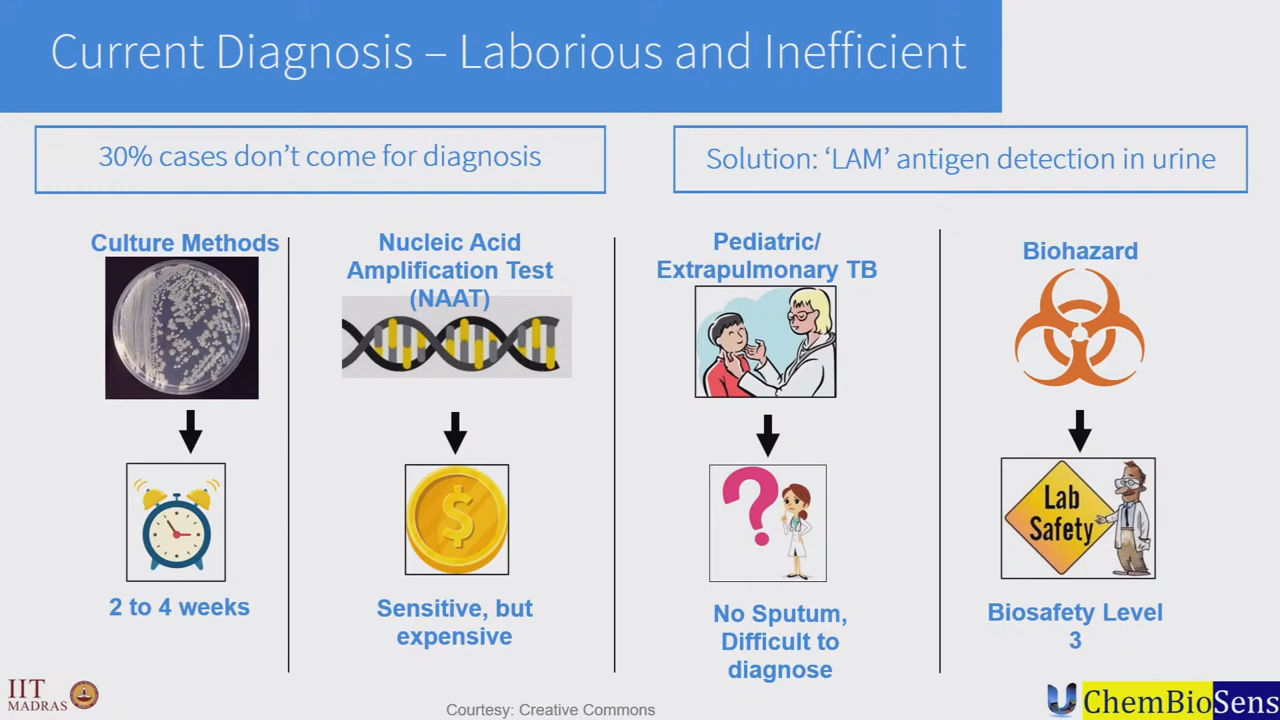 Current Diagnosis – Laborious and Inefficient
30% cases don't come for diagnosis
Solution: ‘LAM’ antigen detection in urine
Culture Methods
2 to 4 weeks
Nucleic Acid
Amplification Test
(NAAT)
$
Sensitive, but
expensive
Pediatric/
Extrapulmonary TB
?
No Sputum,
Difficult to
diagnose
Biohazard
Lab
Safety
Biosafety Level
3
IIT
MADRAS
Courtesy: Creative Commons
ChemBioSens